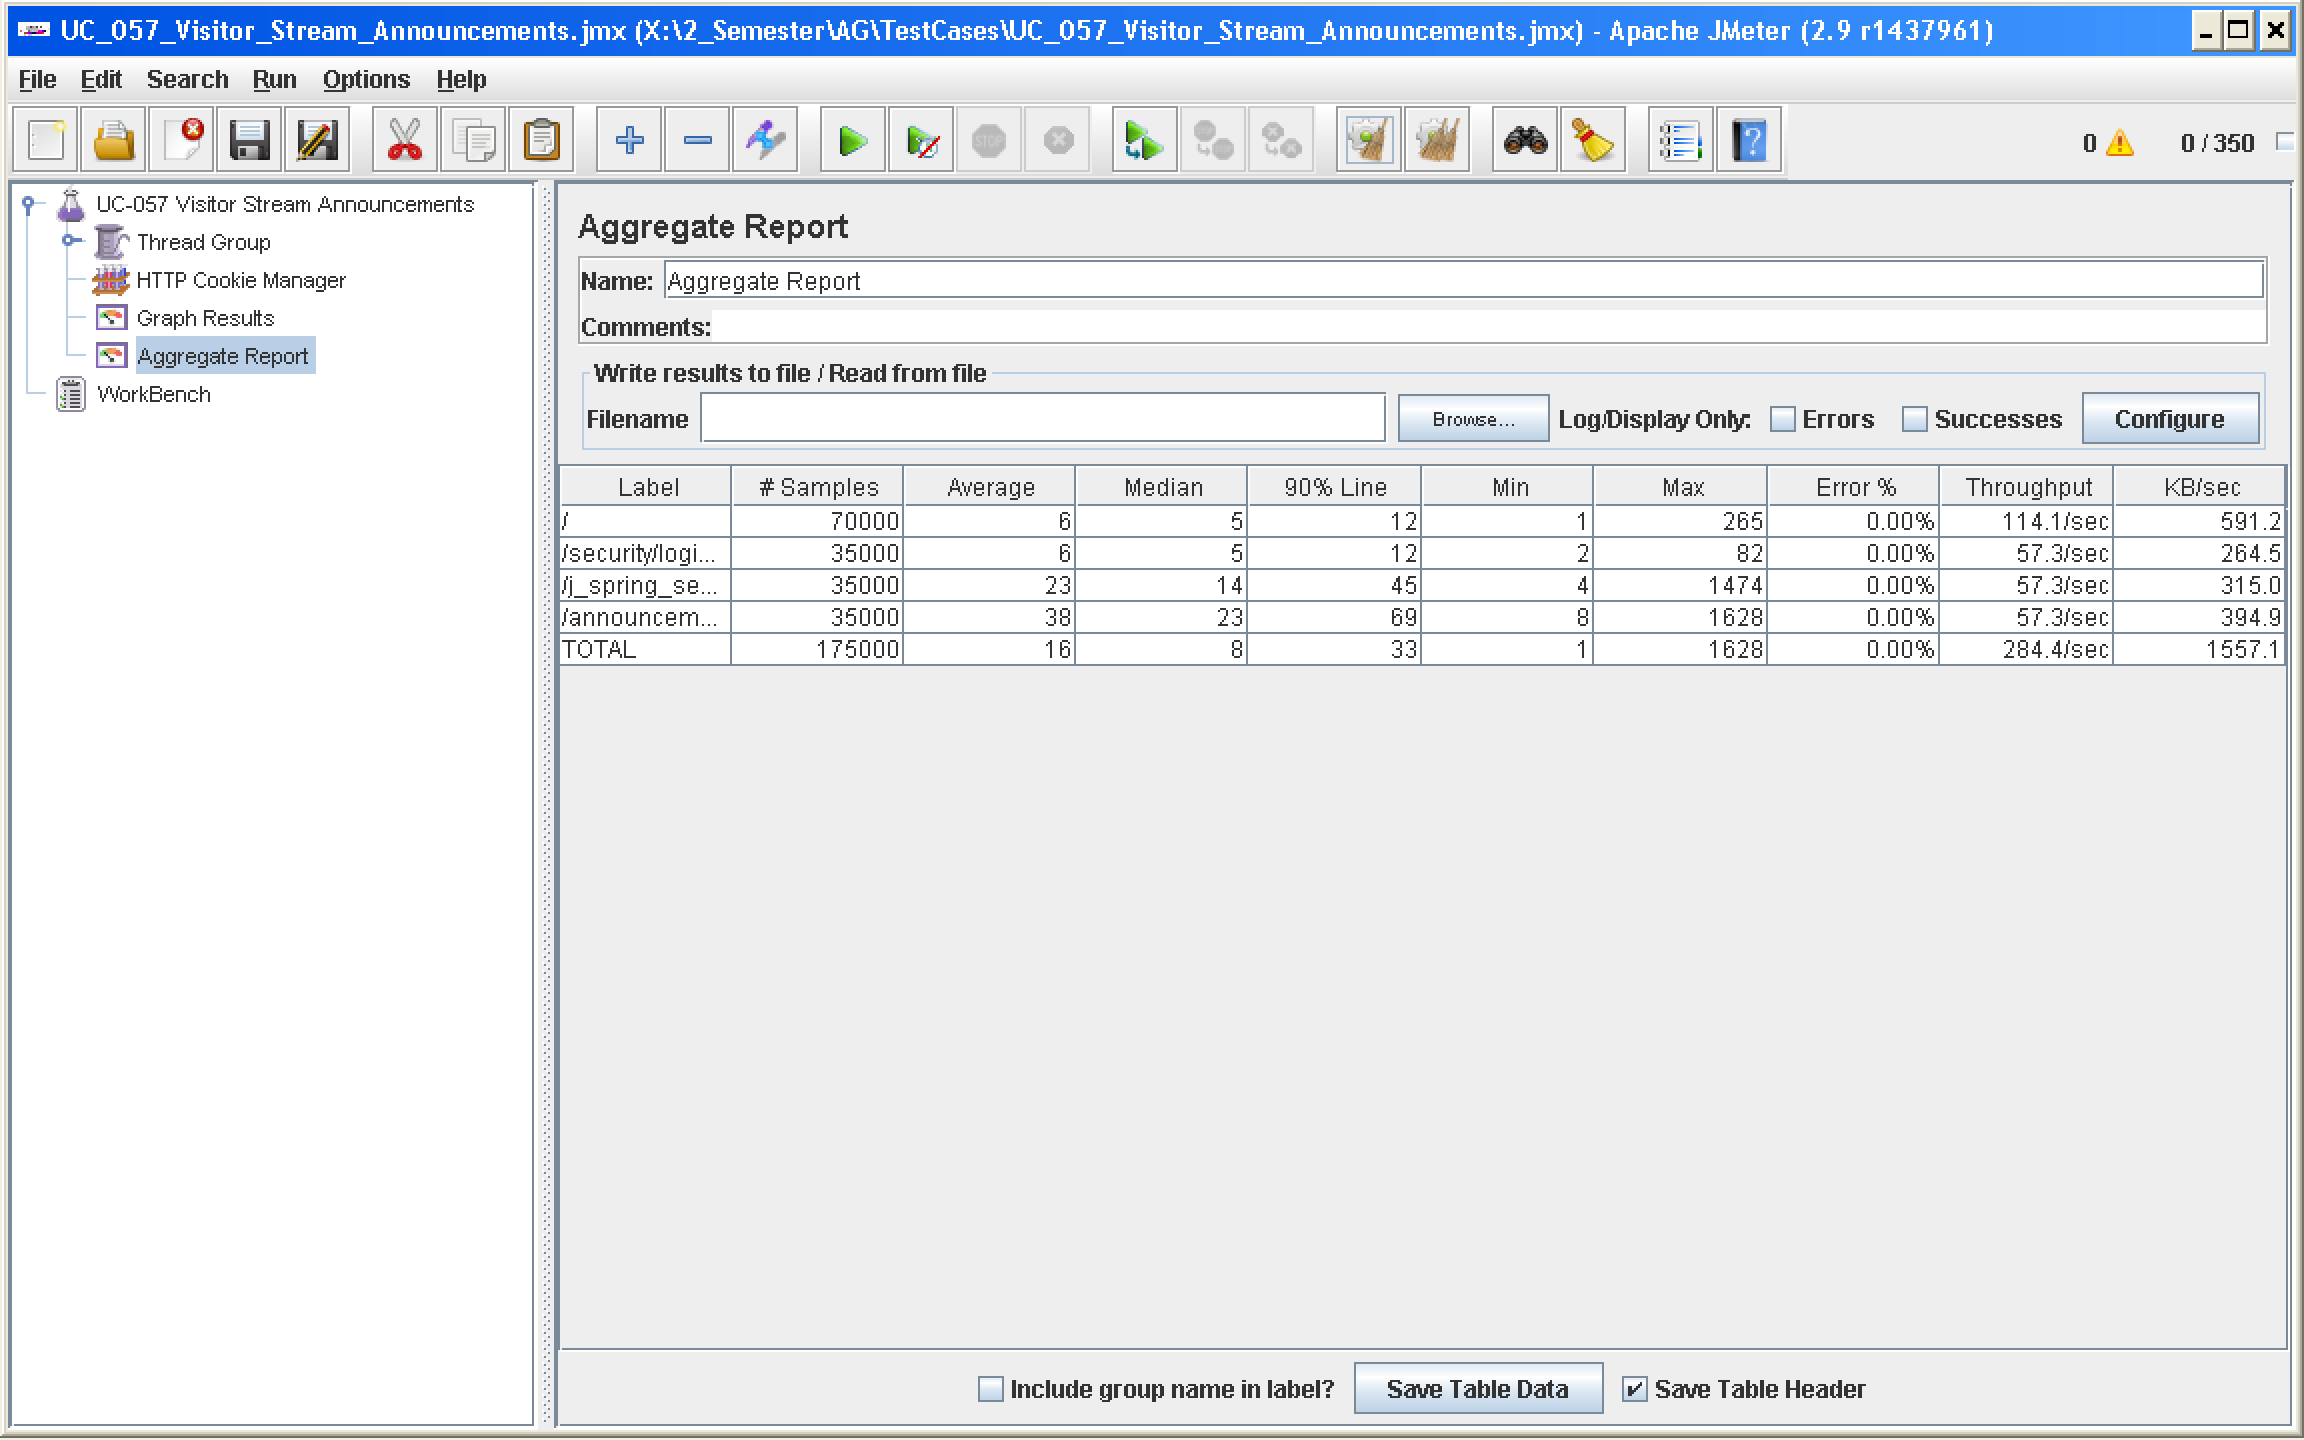 UC_057_Visitor_Stream_Announcements.jmx (X:\2_Semester\AG\TestCases\UC_057_Visitor_Stream_Announcements.jmx) - Apache JMeter (2.9 r1437961)
File Edit Search Run Options Help
STOP
0 0 / 350
UC-057 Visitor Stream Announcements
Thread Group
HTTP Cookie Manager
Graph Results
Aggregate Report
WorkBench
Aggregate Report
Name: Aggregate Report
Comments:
Write results to file / Read from file
Filename Browse... Log/Display Only: Errors Successes Configure
Label # Samples Average Median 90% Line Min Max Error % Throughput KB/sec
/ 70000 6 5 12 1 265 0.00% 114.1/sec 591.2
/security/logi... 35000 6 5 12 2 82 0.00% 57.3/sec 264.5
/j_spring_se... 35000 23 14 45 4 1474 0.00% 57.3/sec 315.0
/announcem... 35000 38 23 69 8 1628 0.00% 57.3/sec 394.9
TOTAL 175000 16 8 33 1 1628 0.00% 284.4/sec 1557.1
Include group name in label? Save Table Data Save Table Header